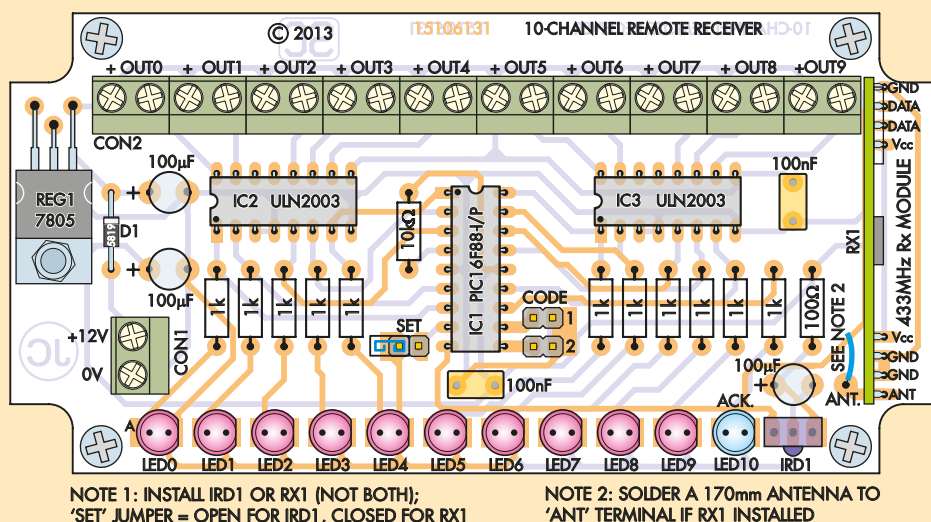 © 2013 15106131 10-CHANNEL REMOTE RECEIVER
+ OUT0 + OUT1 + OUT2 + OUT3 + OUT4 + OUT5 + OUT6 + OUT7 + OUT8 +OUT9
CON2
GND
DATA
DATA
Vcc
433MHz Rx MODULE
RX1
Vcc
GND
GND
ANT
REG1
7805
5819
D1
+ 100µF
+ 100µF
IC2 ULN2003
10kΩ
IC1 PIC16F88-I/P
IC3 ULN2003
100nF
1k 1k 1k 1k 1k
SET
CODE
1
2
1k 1k 1k 1k 1k 1k 100Ω
SEE NOTE 2
+12V
0V
CON1
100nF
100µF
+
ANT.
ACK.
A
LED0 LED1 LED2 LED3 LED4 LED5 LED6 LED7 LED8 LED9 LED10 IRD1
NOTE 1: INSTALL IRD1 OR RX1 (NOT BOTH);
'SET' JUMPER = OPEN FOR IRD1, CLOSED FOR RX1
NOTE 2: SOLDER A 170mm ANTENNA TO
'ANT' TERMINAL IF RX1 INSTALLED